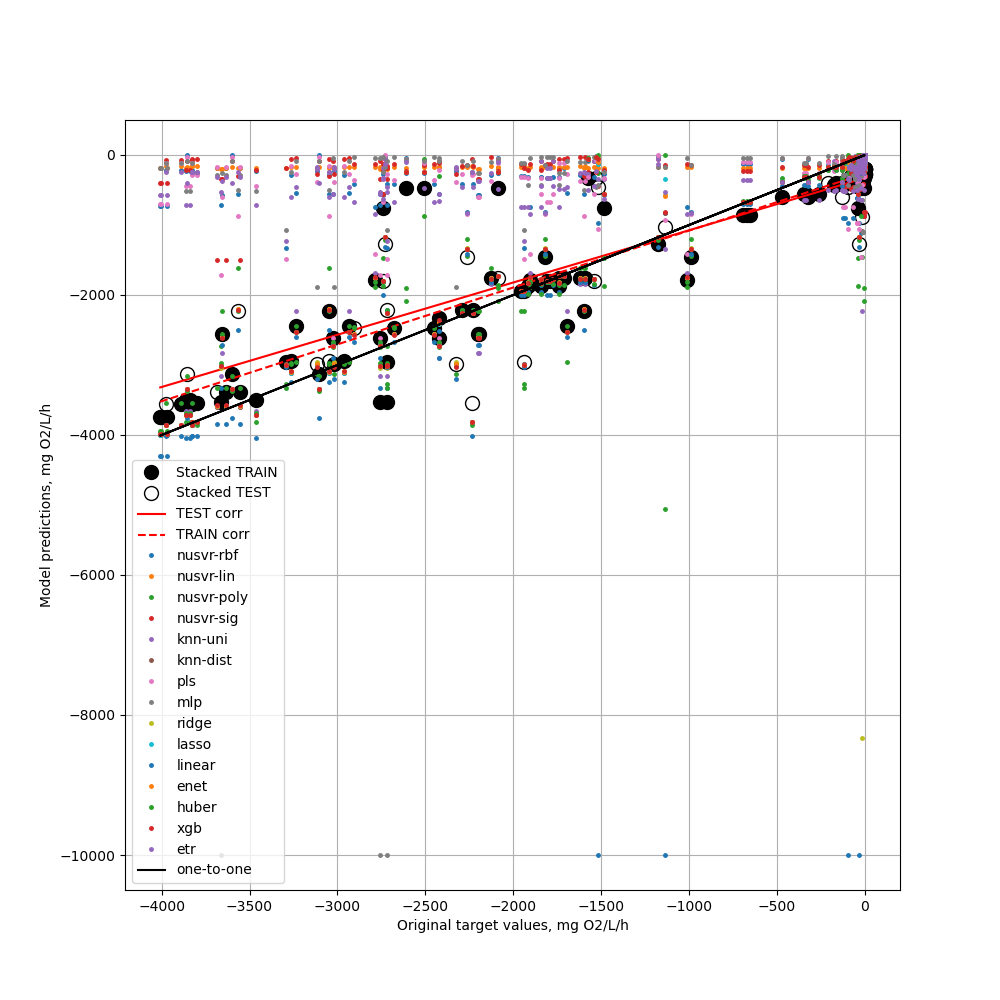 0
−2000
−4000
−6000
−8000
−10000
Model predictions, mg O2/L/h
Stacked TRAIN
Stacked TEST
TEST corr
TRAIN corr
nusvr-rbf
nusvr-lin
nusvr-poly
nusvr-sig
knn-uni
knn-dist
pls
mlp
ridge
lasso
linear
enet
huber
xgb
etr
one-to-one
−4000 −3500 −3000 −2500 −2000 −1500 −1000 −500 0
Original target values, mg O2/L/h